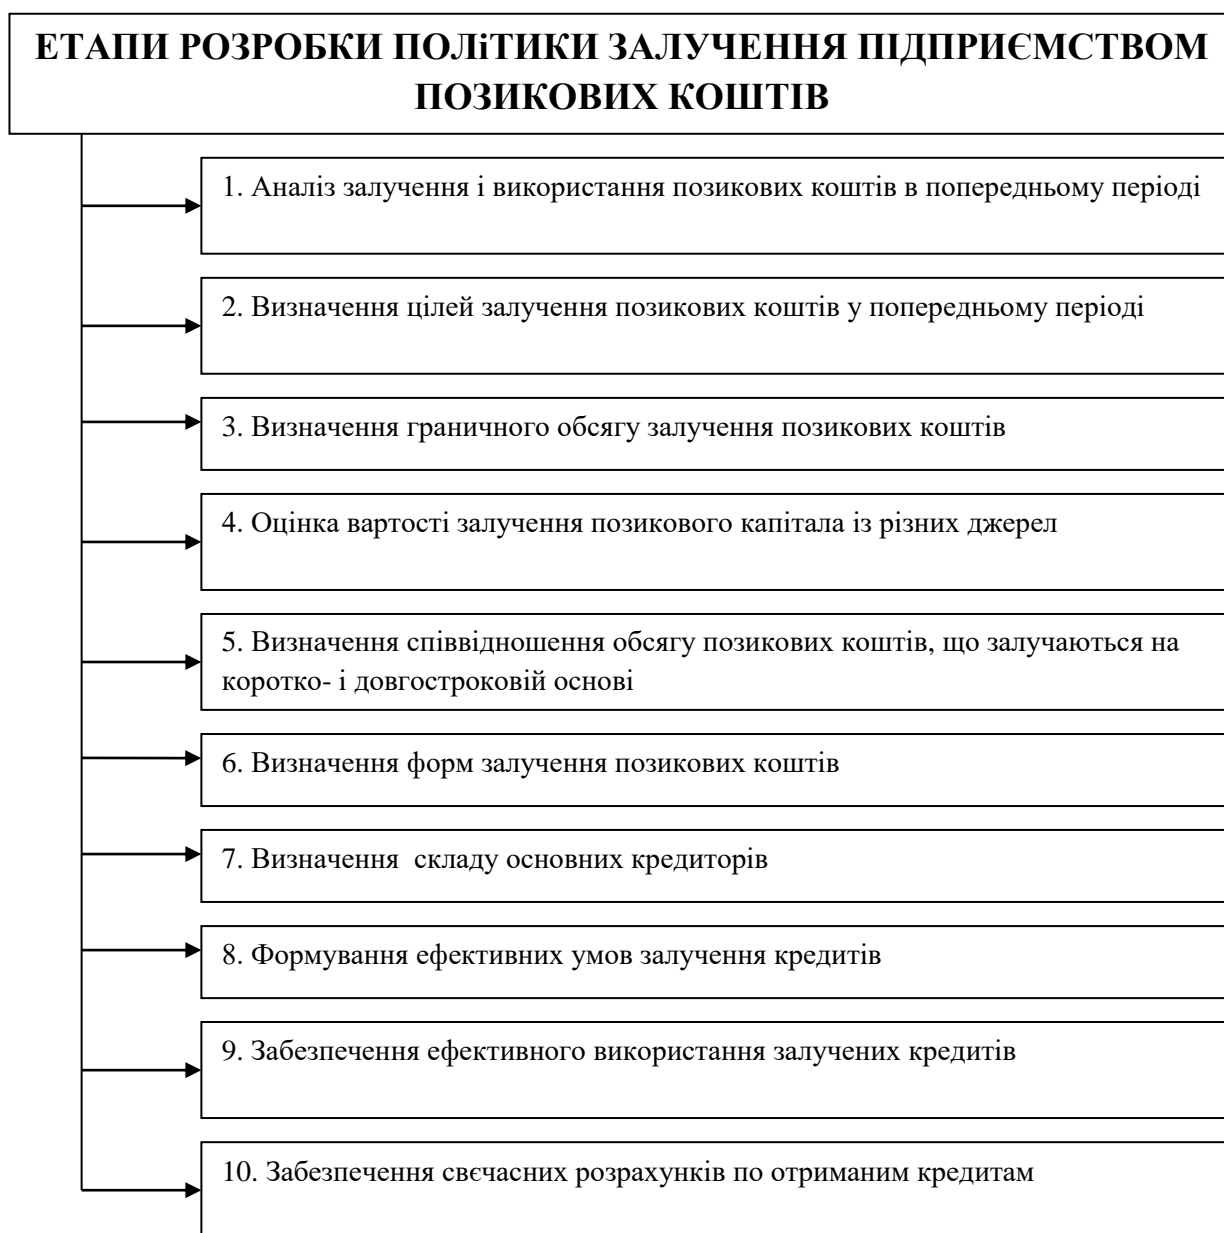 ЕТАПИ РОЗРОБКИ ПОЛіТИКИ ЗАЛУЧЕННЯ ПІДПРИЄМСТВОМ
ПОЗИКОВИХ КОШТІВ
1. Аналіз залучення і використання позикових коштів в попередньому періоді
2. Визначення цілей залучення позикових коштів у попередньому періоді
3. Визначення граничного обсягу залучення позикових коштів
4. Оцінка вартості залучення позикового капітала із різних джерел
5. Визначення співвідношення обсягу позикових коштів, що залучаються на
коротко- і довгостроковій основі
6. Визначення форм залучення позикових коштів
7. Визначення  складу основних кредиторів
8. Формування ефективних умов залучення кредитів
9. Забезпечення ефективного використання залучених кредитів
10. Забезпечення свєчасних розрахунків по отриманим кредитам